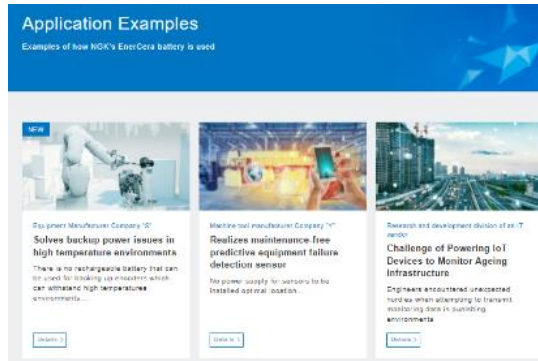 Application Examples
Examples of how NGK's EnerCera battery is used
NEW
Equipment Manufacturer Company "S"
Solves backup power issues in
high temperature environments
There is no rechargeable battery that can
be used for backing up encoders which
can withstand high temperatures
environments...
Details
Machine tool manufacturer Company "Y"
Realizes maintenance-free
predictive equipment failure
detection sensor
No power supply for sensors to be
installed optimal location...
Details
Research and development division of an IT
vendor
Challenge of Powering IoT
Devices to Monitor Ageing
Infrastructure
Engineers encountered unexpected
hurdles when attempting to transmit
monitoring data in punishing
environments
Details